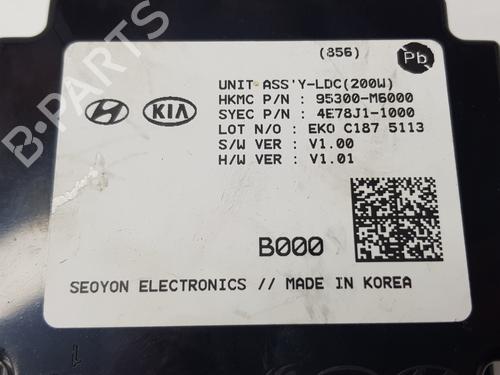 (856)
Pb
UNIT ASS'Y-LDC(200W)
HKMC P/N : 95300-M6000
SYEC P/N : 4E78J1-1000
LOT N/O : EKO C187 5113
S/W VER : V1.00
H/W VER : V1.01
KIA
B000
SEOYON ELECTRONICS // MADE IN KOREA
B-PARTS